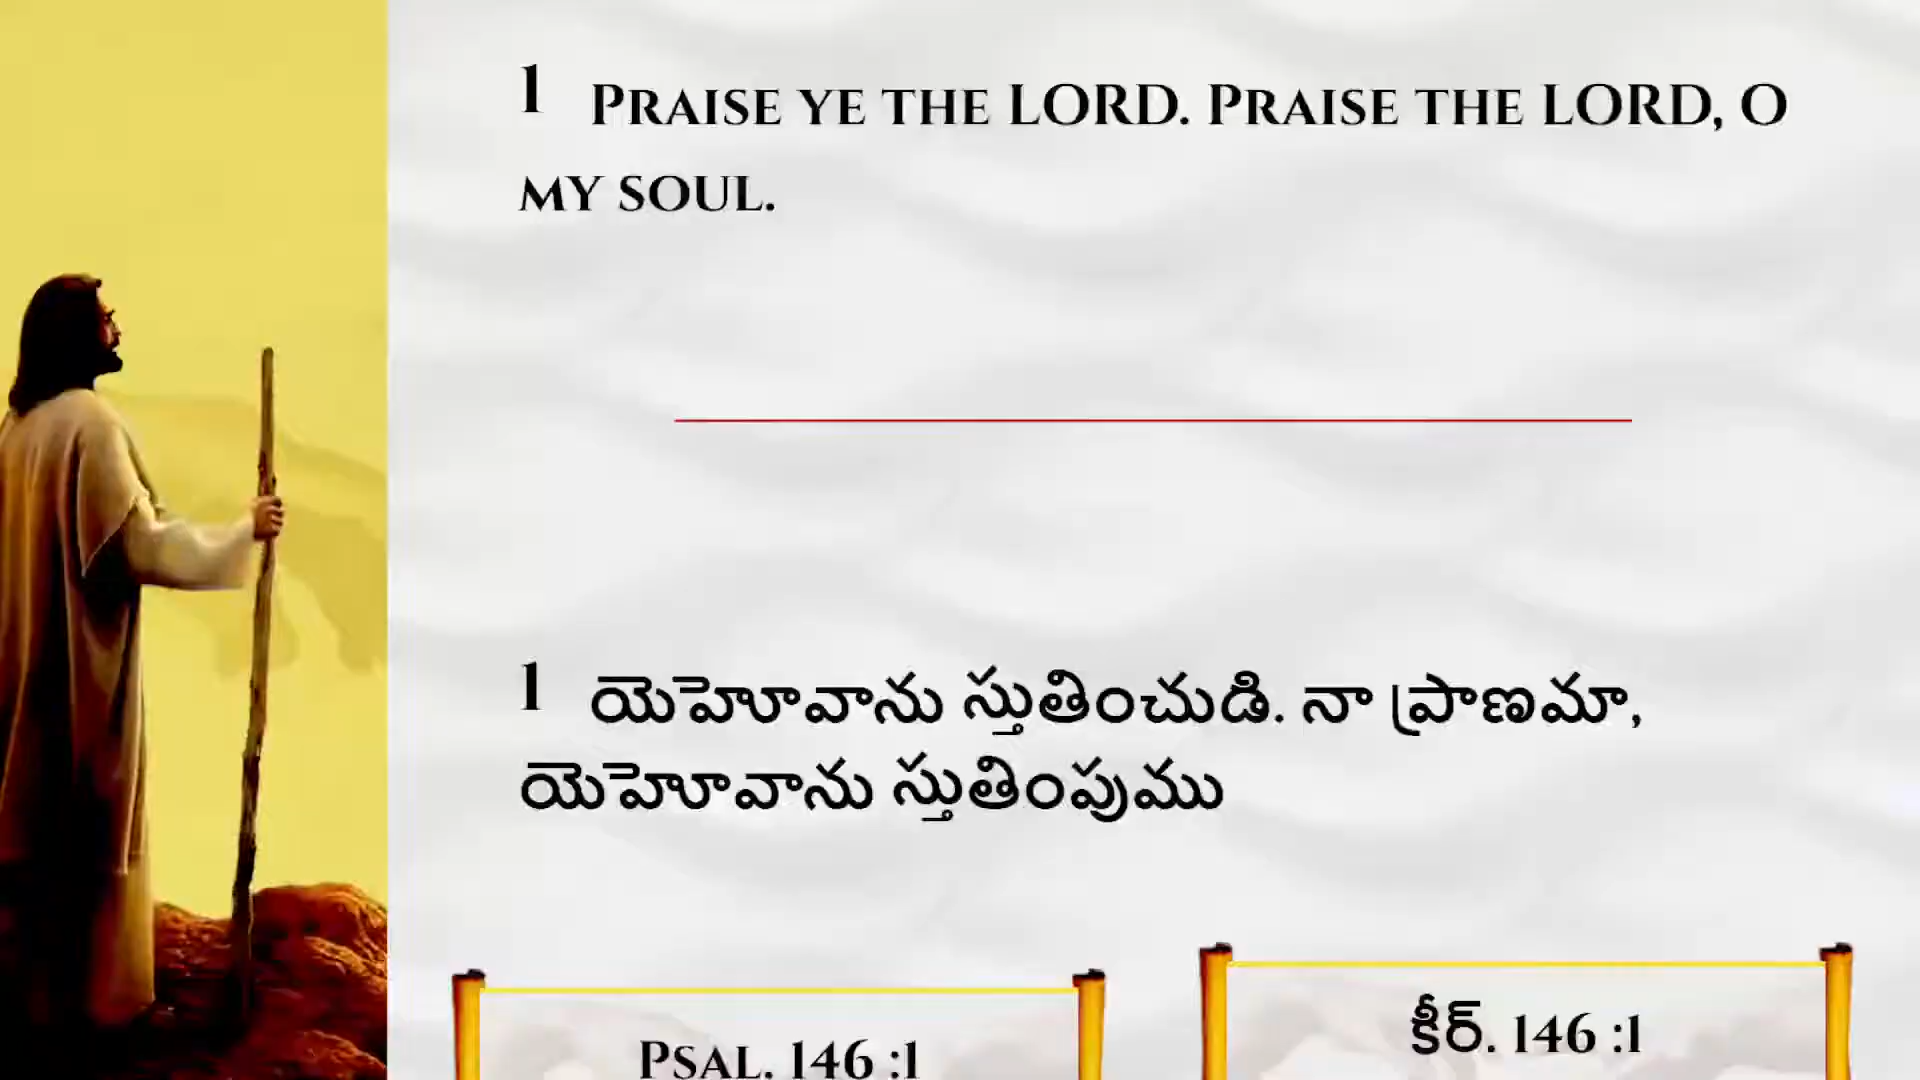 1 Praise ye the LORD. Praise the LORD, O
my soul.
1 యెహోవాను స్తుతించుడి. నా ప్రాణమా,
యెహోవాను స్తుతింపుము
Psal. 146 :1
కీర్. 146 :1